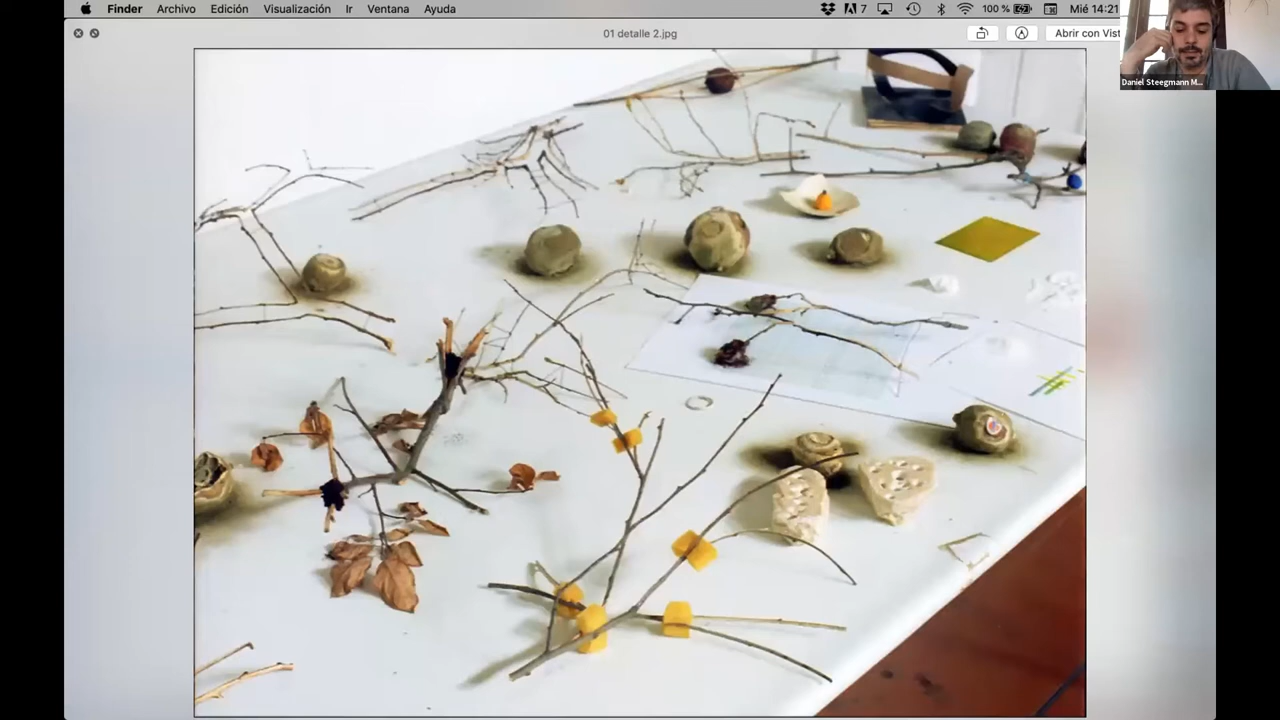 Finder Archivo Edición Visualización Ir Ventana Ayuda 7 100 % Mié 14:21
01 detalle 2.jpg
Abrir con Vist
Daniel Steegmann M...